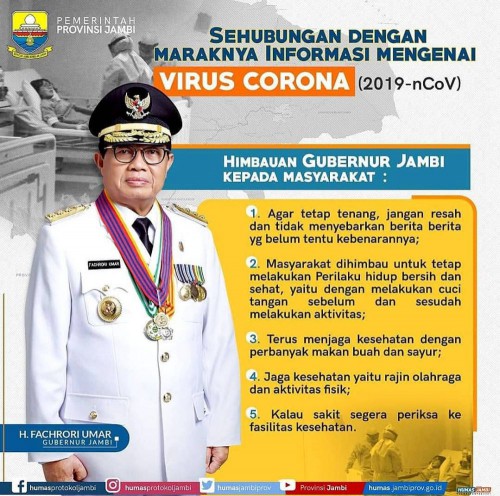 PEMERINTAH
PROVINSI JAMBI
SEHUBUNGAN DENGAN
MARAKNYA INFORMASI MENGENAI
VIRUS CORONA (2019-nCoV)
HIMBAUAN GUBERNUR JAMBI
KEPADA MASYARAKAT :
1. Agar tetap tenang, jangan resah
dan tidak menyebarkan berita berita
yg belum tentu kebenarannya;
2. Masyarakat dihimbau untuk tetap
melakukan Perilaku hidup bersih dan
sehat, yaitu dengan melakukan cuci
tangan sebelum dan sesudah
melakukan aktivitas;
3. Terus menjaga kesehatan dengan
perbanyak makan buah dan sayur;
4. Jaga kesehatan yaitu rajin olahraga
dan aktivitas fisik;
5. Kalau sakit segera periksa ke
fasilitas kesehatan.
FACHRORI UMAR
H. FACHRORI UMAR
GUBERNUR JAMBI
humasprotokoljambi
humasprotokoljambi
humasjambiprov
Provinsi Jambi
humas.jambiprov.go.id
HUMAS JAMBI